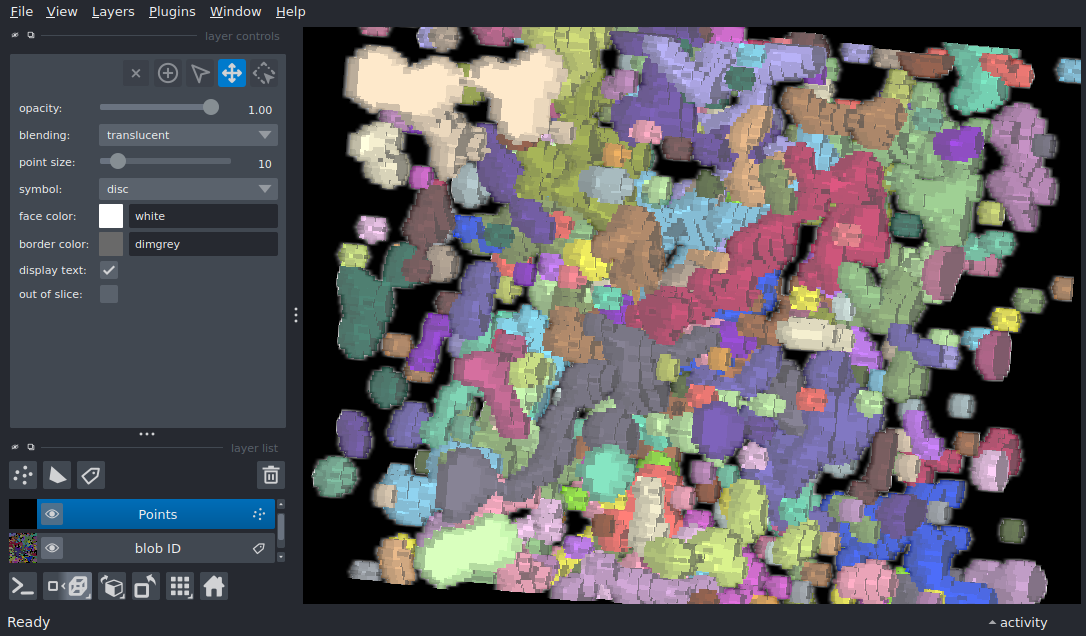 File View Layers Plugins Window Help
layer controls
opacity: 1.00
blending: translucent
point size: 10
symbol: disc
face color: white
border color: dimgrey
display text:
out of slice:
layer list
Points
blob ID
Ready
activity